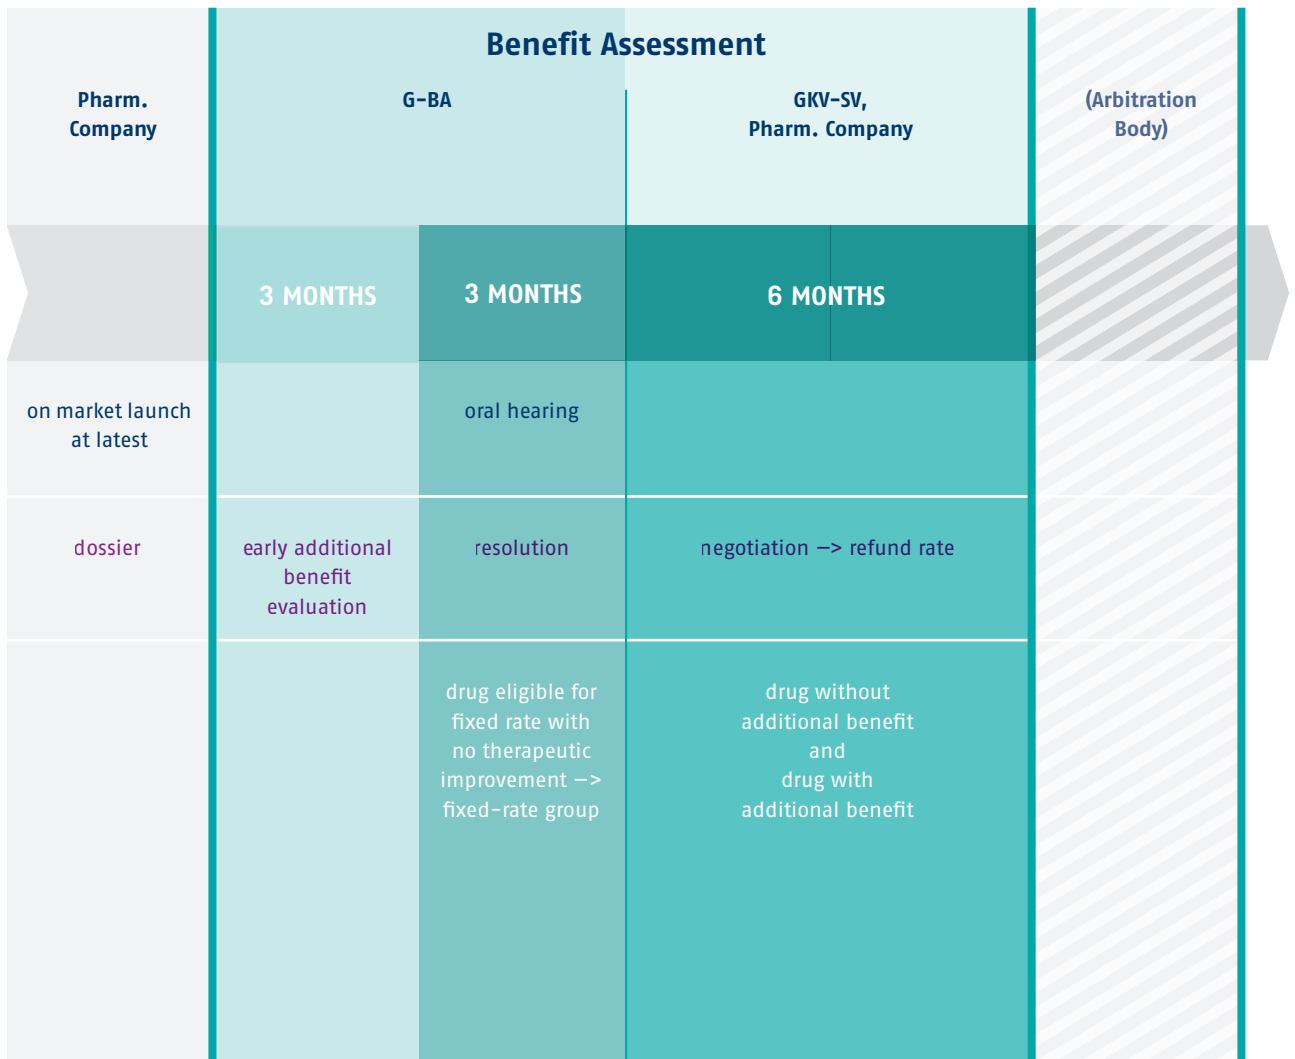 Benefit Assessment
Pharm.
Company
G-BA
GKV-SV,
Pharm. Company
(Arbitration
Body)
3 MONTHS
3 MONTHS
6 MONTHS
on market launch
at latest
oral hearing
dossier
early additional
benefit
evaluation
resolution
negotiation —> refund rate
drug eligible for
fixed rate with
no therapeutic
improvement —>
fixed-rate group
drug without
additional benefit
and
drug with
additional benefit